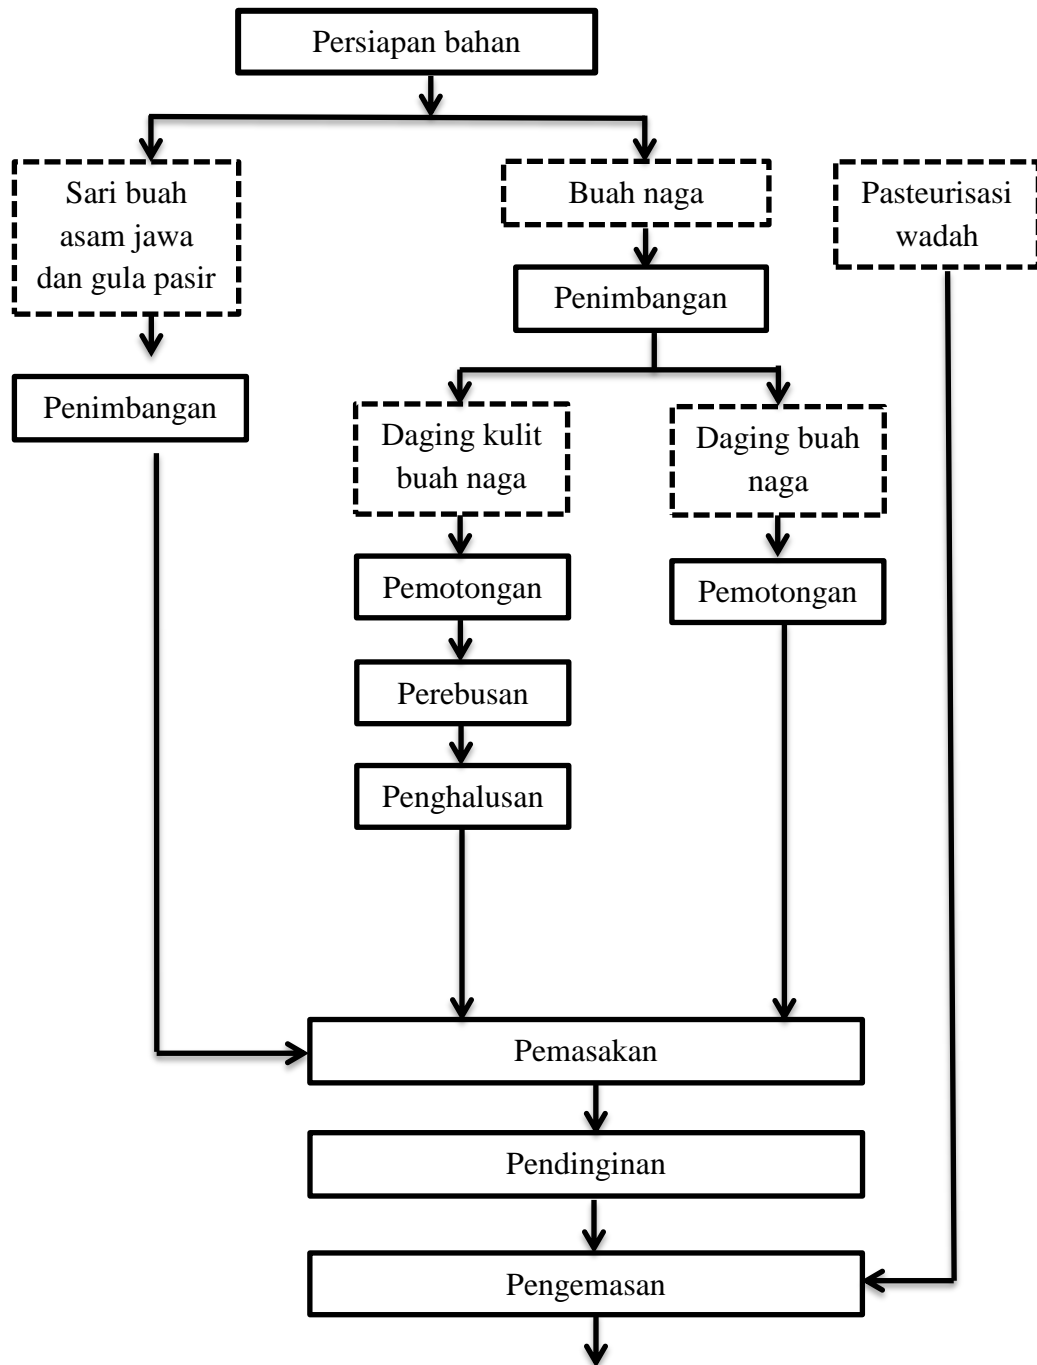 Persiapan bahan
Sari buah
asam jawa
dan gula pasir
Buah naga
Pasteurisasi
wadah
Penimbangan
Penimbangan
Daging kulit
buah naga
Daging buah
naga
Pemotongan
Pemotongan
Perebusan
Penghalusan
Pemasakan
Pendinginan
Pengemasan